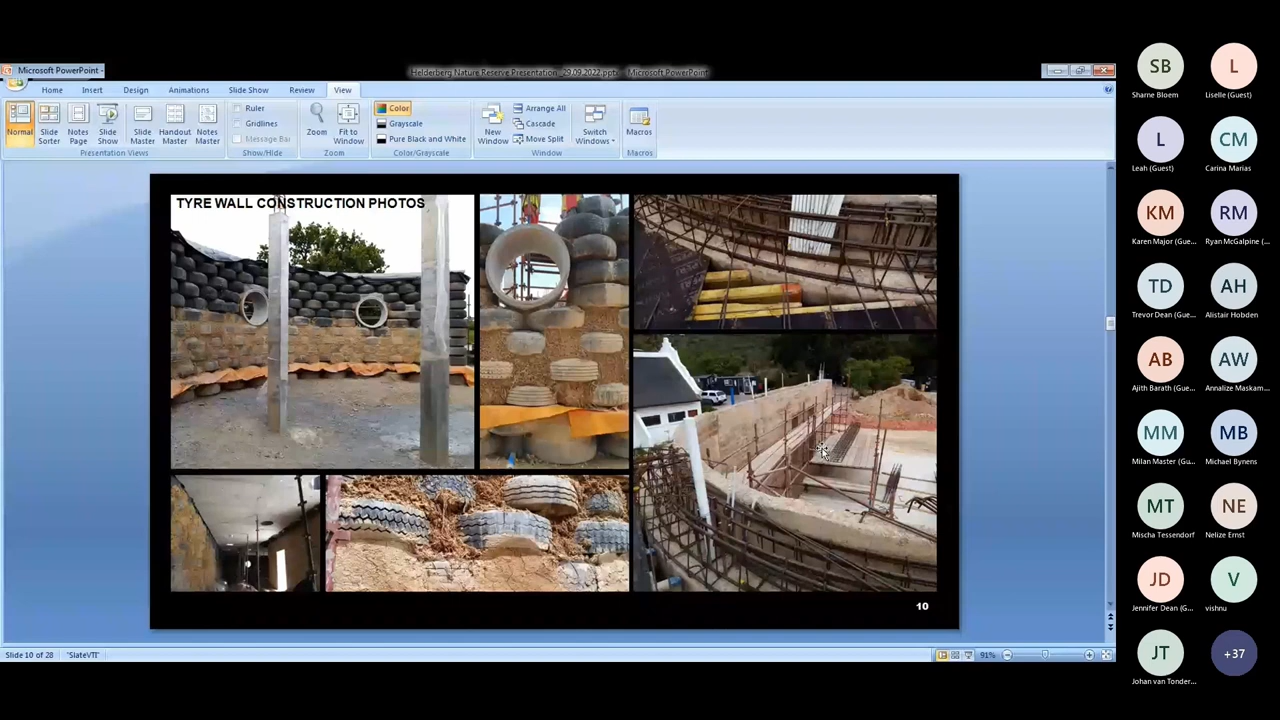 Microsoft PowerPoint -
Helderberg Nature Reserve Presentation_29.09.2022.ppt - Microsoft PowerPoint
Home Insert Design Animations Slide Show Review View
Normal
Slide Sorter
Notes Page
Slide Show
Slide Master
Handout Master
Notes Master
Presentation Views
Ruler
Gridlines
Message Bar
Show/Hide
Zoom
Fit to Window
Zoom
Color
Grayscale
Pure Black and White
Color/Grayscale
New Window
Arrange All
Cascade
Move Split
Switch Windows
Window
Macros
Macros
TYRE WALL CONSTRUCTION PHOTOS
10
Slide 10 of 28 "SlateVTI"
91%
SB
Sharne Bloem
L
Liselle (Guest)
L
Leah (Guest)
CM
Carina Marias
KM
Karen Major (Gue...
RM
Ryan McGalpine (...
TD
Trevor Dean (Gue...
AH
Alistair Hobden
AB
Ajith Barath (Gue...
AW
Annalize Maskam...
MM
Milan Master (Gu...
MB
Michael Bynens
MT
Mischa Tessendorf
NE
Nelize Ernst
JD
Jennifer Dean (G...
V
vishnu
JT
Johan van Tonder...
+37